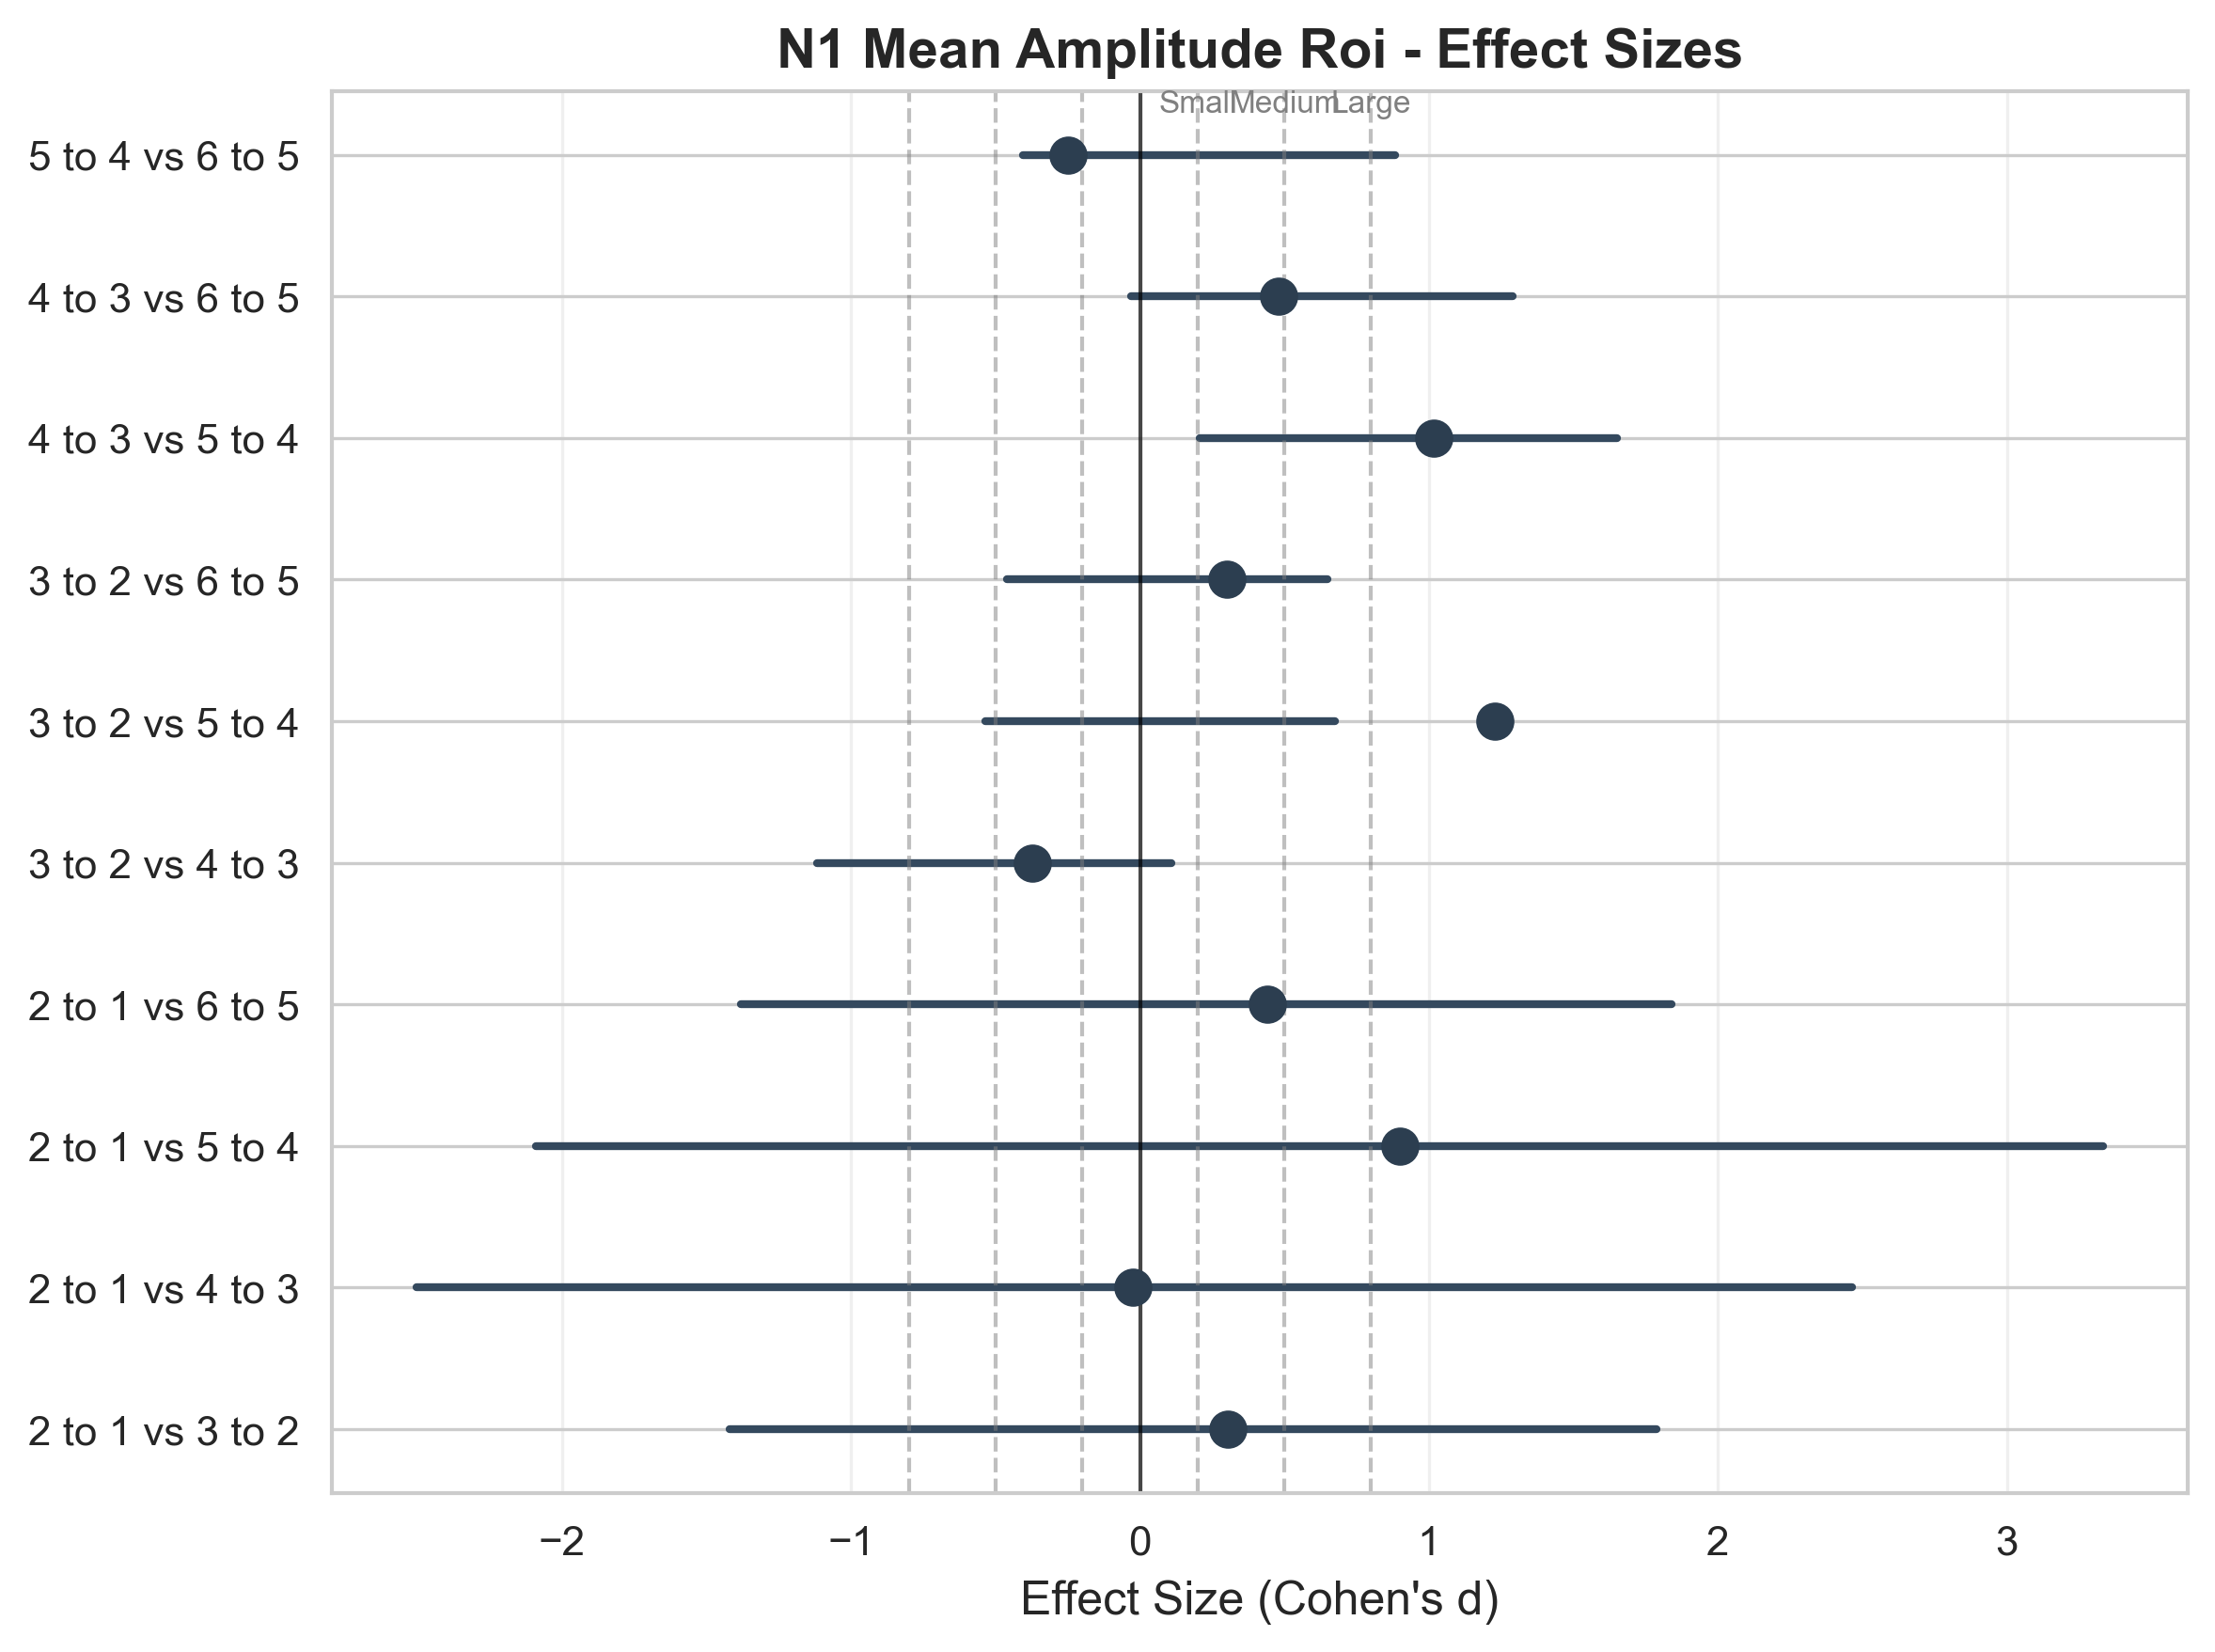 N1 Mean Amplitude Roi - Effect Sizes
Small Medium Large
5 to 4 vs 6 to 5
4 to 3 vs 6 to 5
4 to 3 vs 5 to 4
3 to 2 vs 6 to 5
3 to 2 vs 5 to 4
3 to 2 vs 4 to 3
2 to 1 vs 6 to 5
2 to 1 vs 5 to 4
2 to 1 vs 4 to 3
2 to 1 vs 3 to 2
−2 −1 0 1 2 3
Effect Size (Cohen's d)